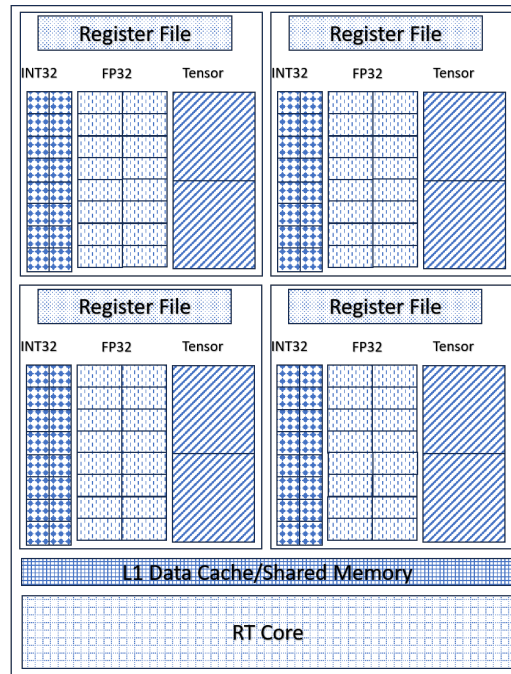 Register File
Register File
INT32 FP32 Tensor
INT32 FP32 Tensor
Register File
Register File
INT32 FP32 Tensor
INT32 FP32 Tensor
L1 Data Cache/Shared Memory
RT Core